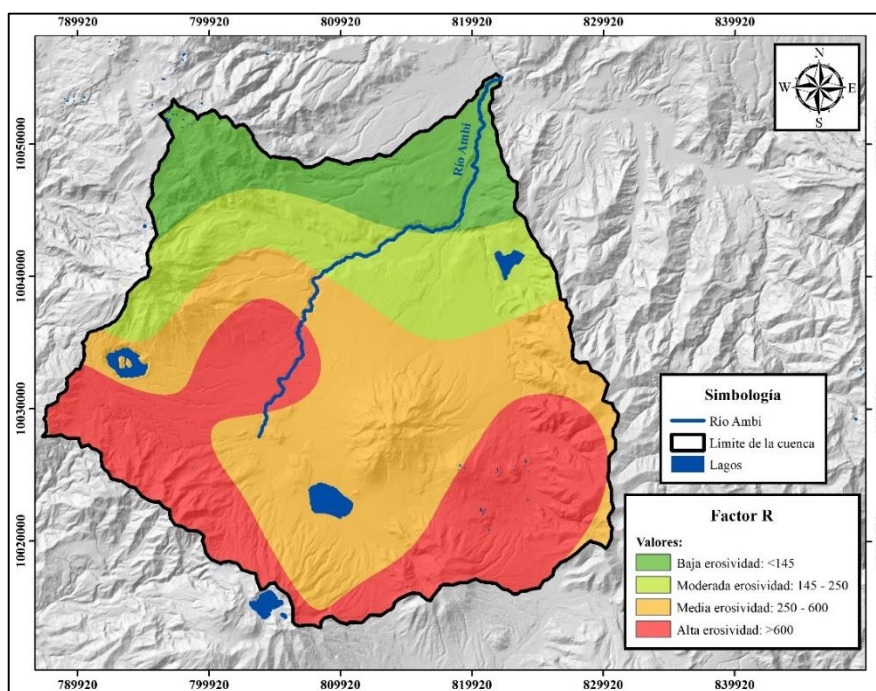 789920 799920 809920 819920 829920 839920
N
W E
S
10050000
10040000
10030000
10020000
Río Ambi
Simbología
Río Ambi
Límite de la cuenca
Lagos
Factor R
Valores:
Baja erosividad: <145
Moderada erosividad: 145 - 250
Media erosividad: 250 - 600
Alta erosividad: >600
789920 799920 809920 819920 829920 839920